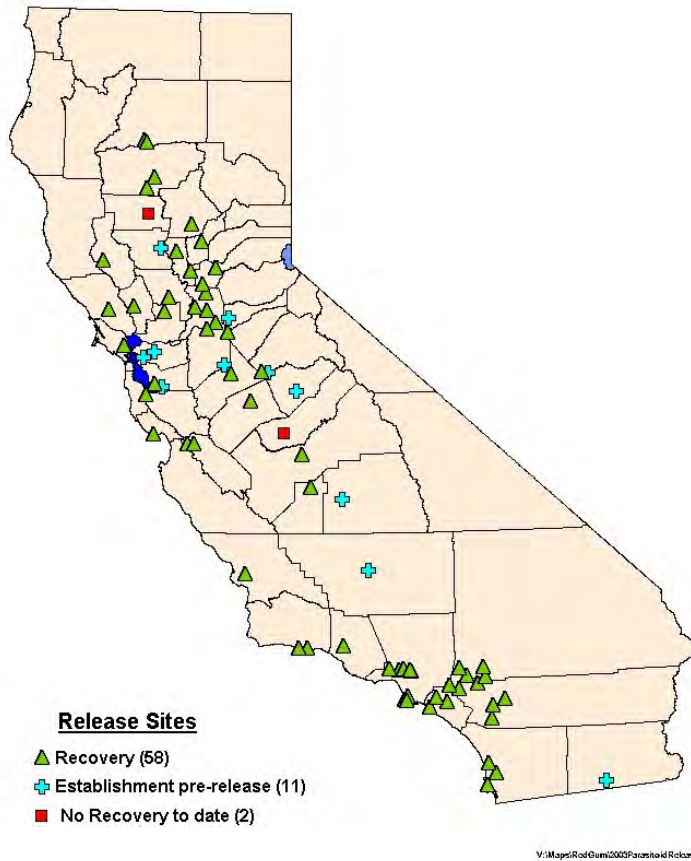 Release Sites
Recovery (58)
Establishment pre-release (11)
No Recovery to date (2)
V:\Maps\RedGum\2003ParasitoidRelea